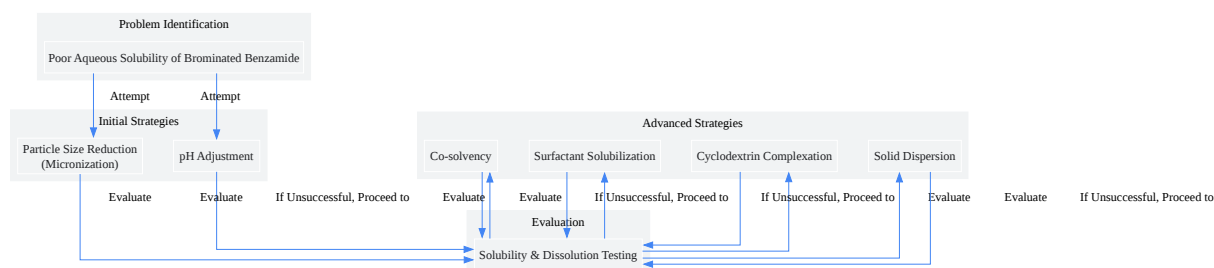 Problem Identification
Poor Aqueous Solubility of Brominated Benzamide
Attempt
Attempt
Initial Strategies
Particle Size Reduction
(Micronization)
pH Adjustment
Advanced Strategies
Co-solvency
Surfactant Solubilization
Cyclodextrin Complexation
Solid Dispersion
Evaluate
Evaluate
If Unsuccessful, Proceed to
Evaluate
Evaluate
If Unsuccessful, Proceed to
If Unsuccessful, Proceed to
Evaluate
Evaluate
If Unsuccessful, Proceed to
Evaluation
Solubility & Dissolution Testing